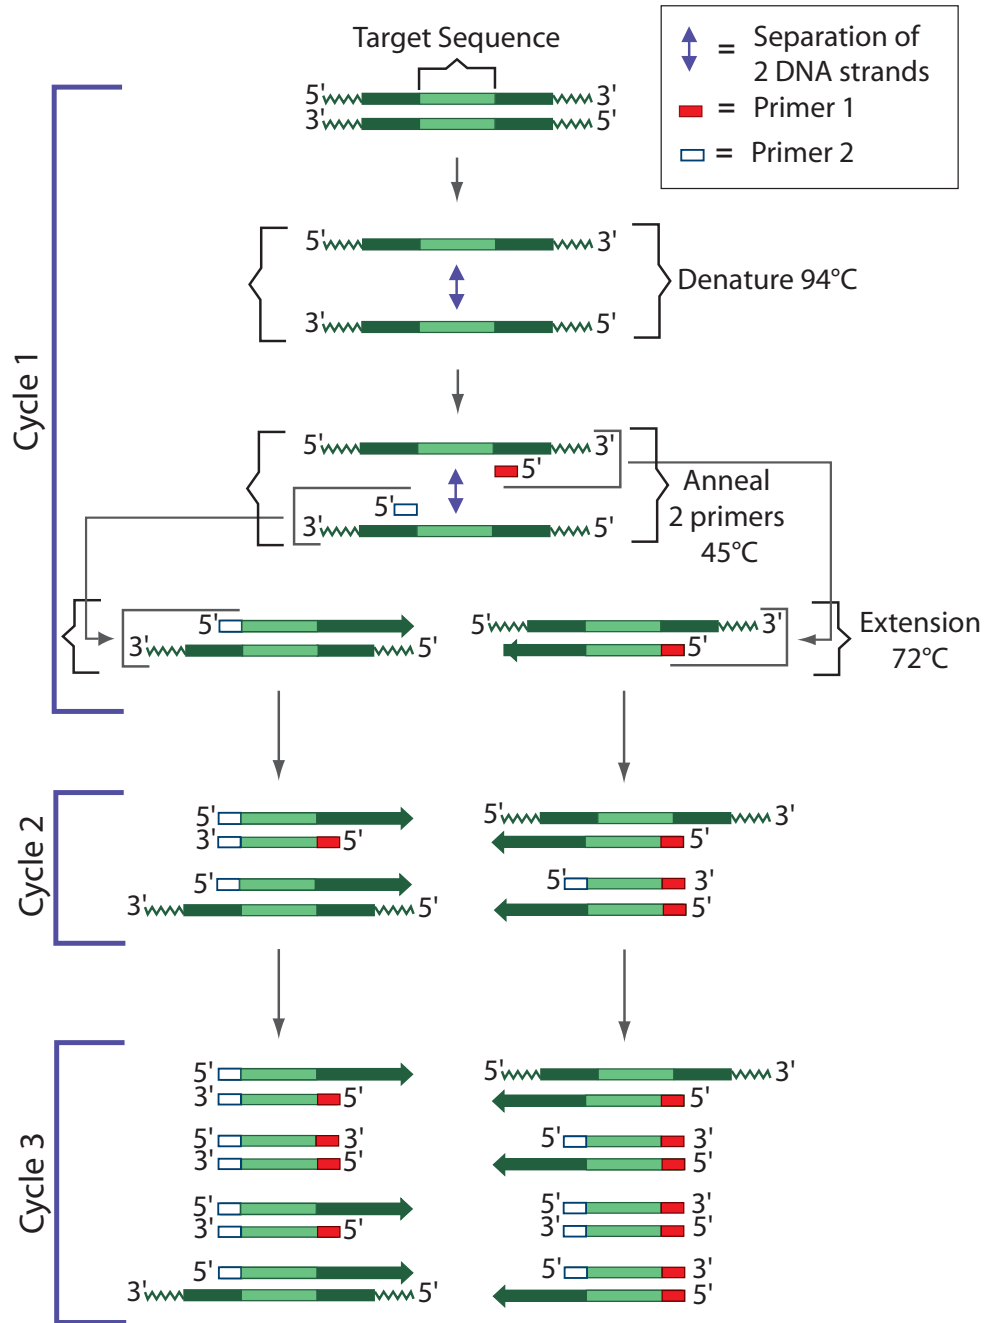 Target Sequence
= Separation of
2 DNA strands
= Primer 1
= Primer 2
5' 3'
3' 5'
Cycle 1
5' 3'
Denature 94°C
3' 5'
5' 3'
5'
Anneal
2 primers
45°C
5'
3' 5'
5'
3' 5'
5' 3'
5'
Extension
72°C
Cycle 2
5'
3' 5'
5'
3' 5'
5' 3'
5'
5' 3'
5'
Cycle 3
5'
3' 5'
5' 3'
3' 5'
5'
3' 5'
5'
3' 5'
5' 3'
5'
5' 3'
5'
5' 3'
3' 5'
5' 3'
5'